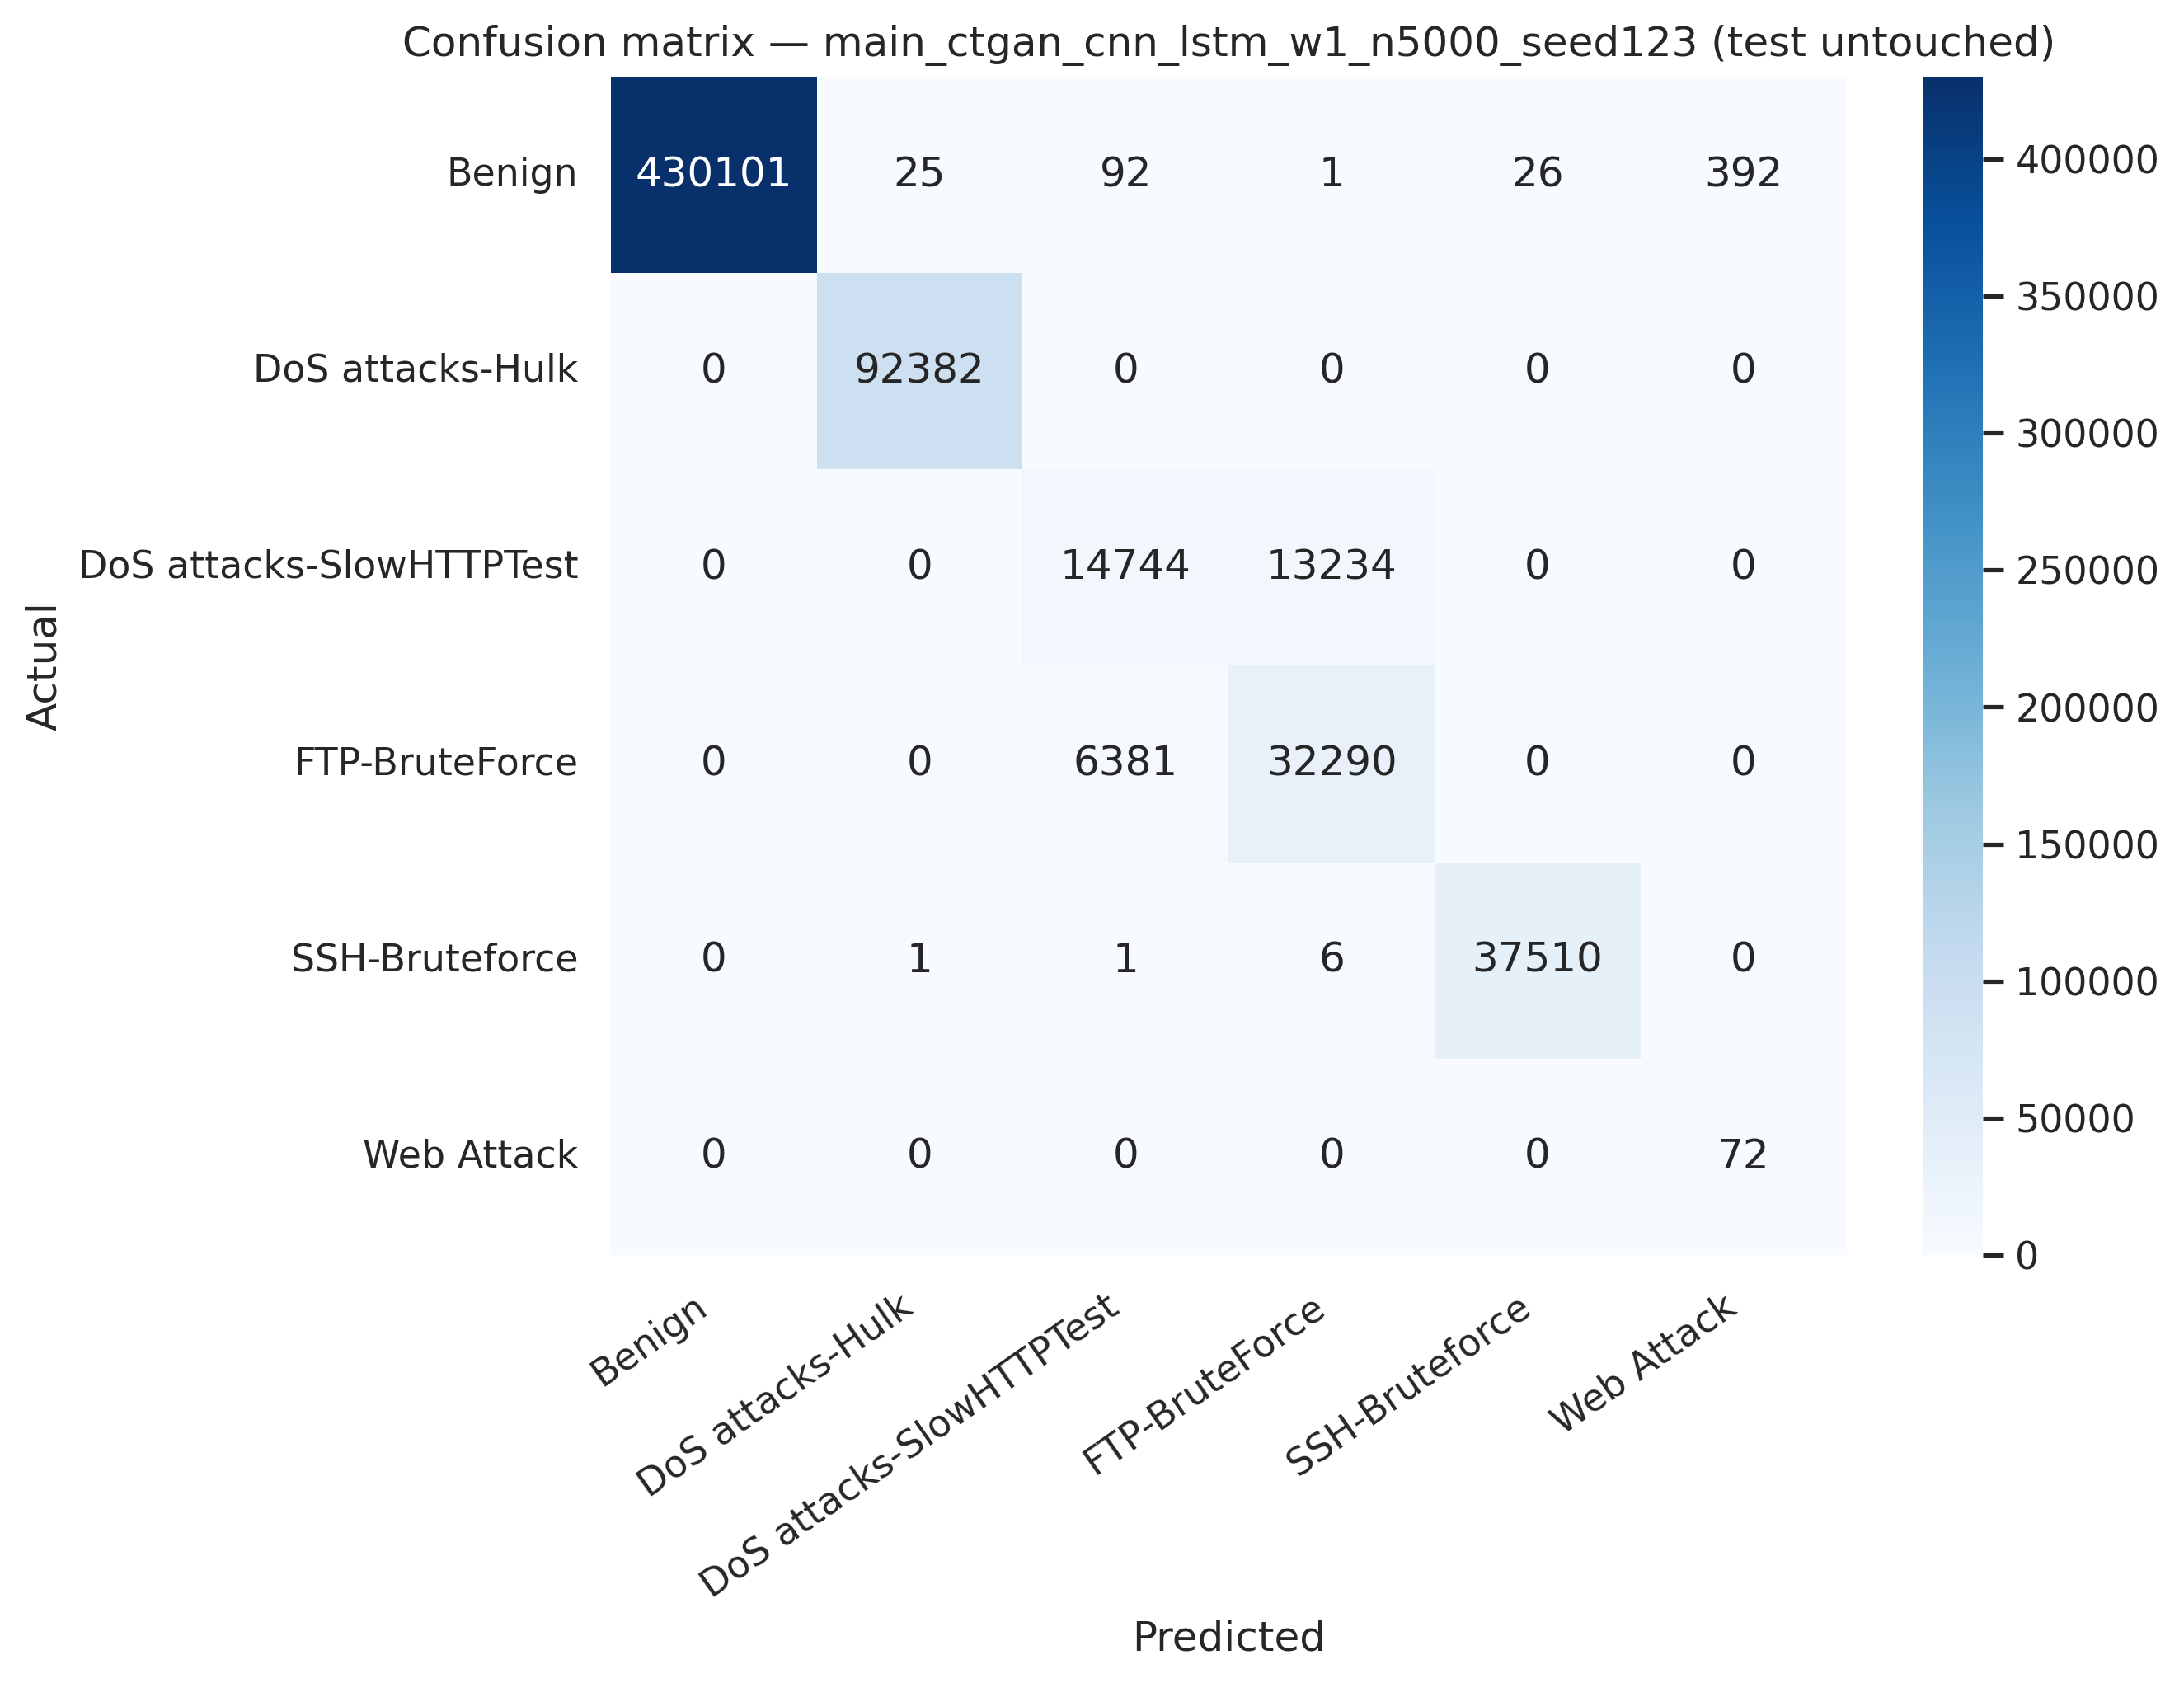 Confusion matrix — main_ctgan_cnn_lstm_w1_n5000_seed123 (test untouched)
Actual
Benign 430101 25 92 1 26 392
DoS attacks-Hulk 0 92382 0 0 0 0
DoS attacks-SlowHTTPTest 0 0 14744 13234 0 0
FTP-BruteForce 0 0 6381 32290 0 0
SSH-Bruteforce 0 1 1 6 37510 0
Web Attack 0 0 0 0 0 72
Benign
DoS attacks-Hulk
DoS attacks-SlowHTTPTest
FTP-BruteForce
SSH-Bruteforce
Web Attack
Predicted
400000
350000
300000
250000
200000
150000
100000
50000
0